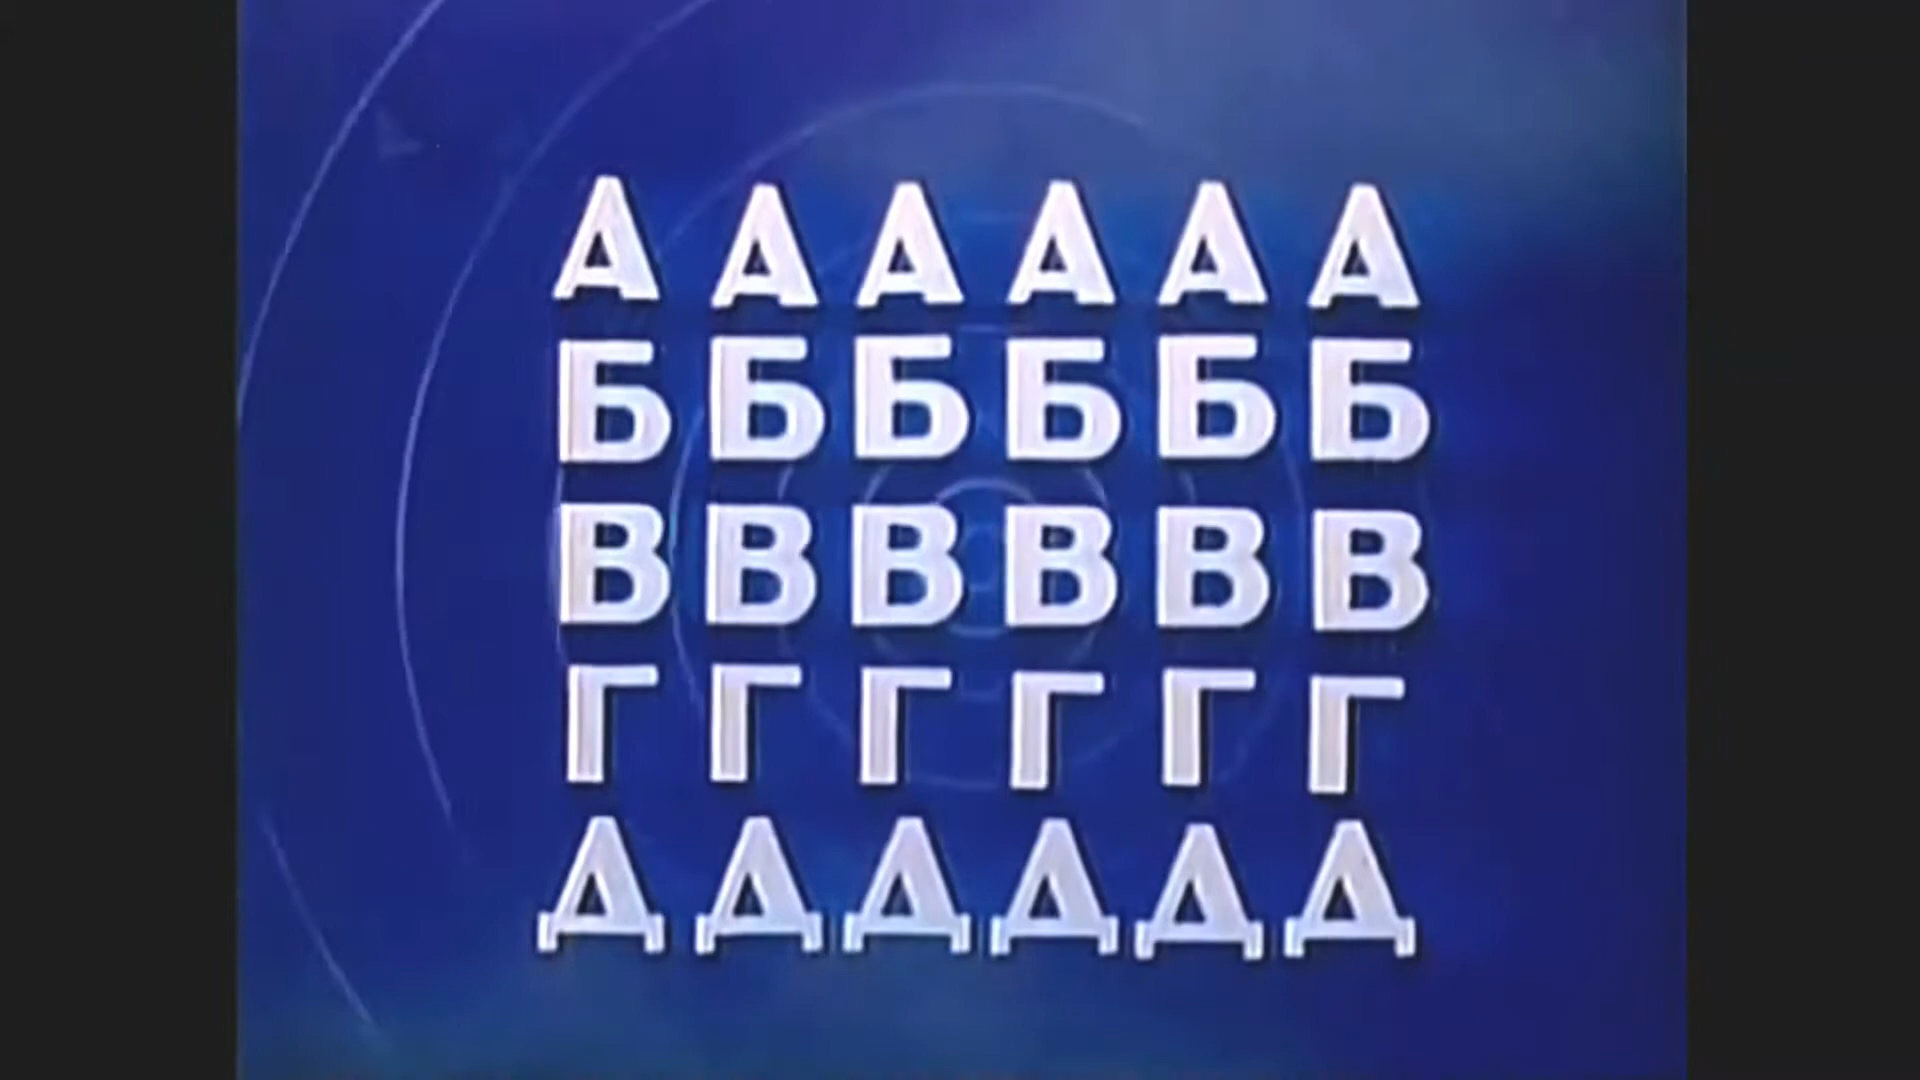 А А А А А А
Б Б Б Б Б Б
В В В В В В
Г Г Г Г Г Г
Д Д Д Д Д Д